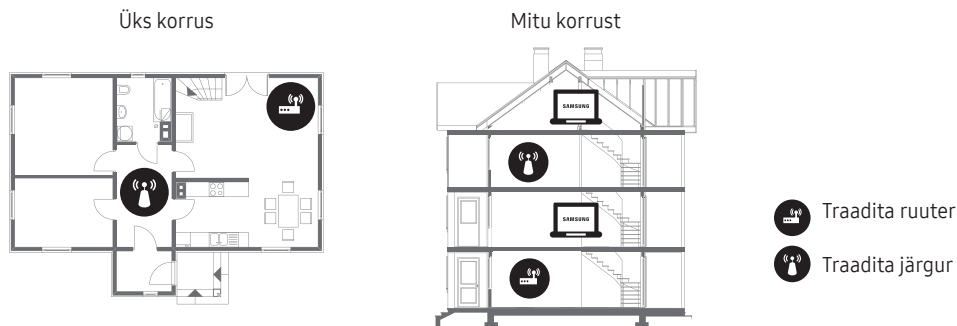 Üks korrus
Mitu korrust
SAMSUNG
SAMSUNG
Traadita ruuter
Traadita järgur